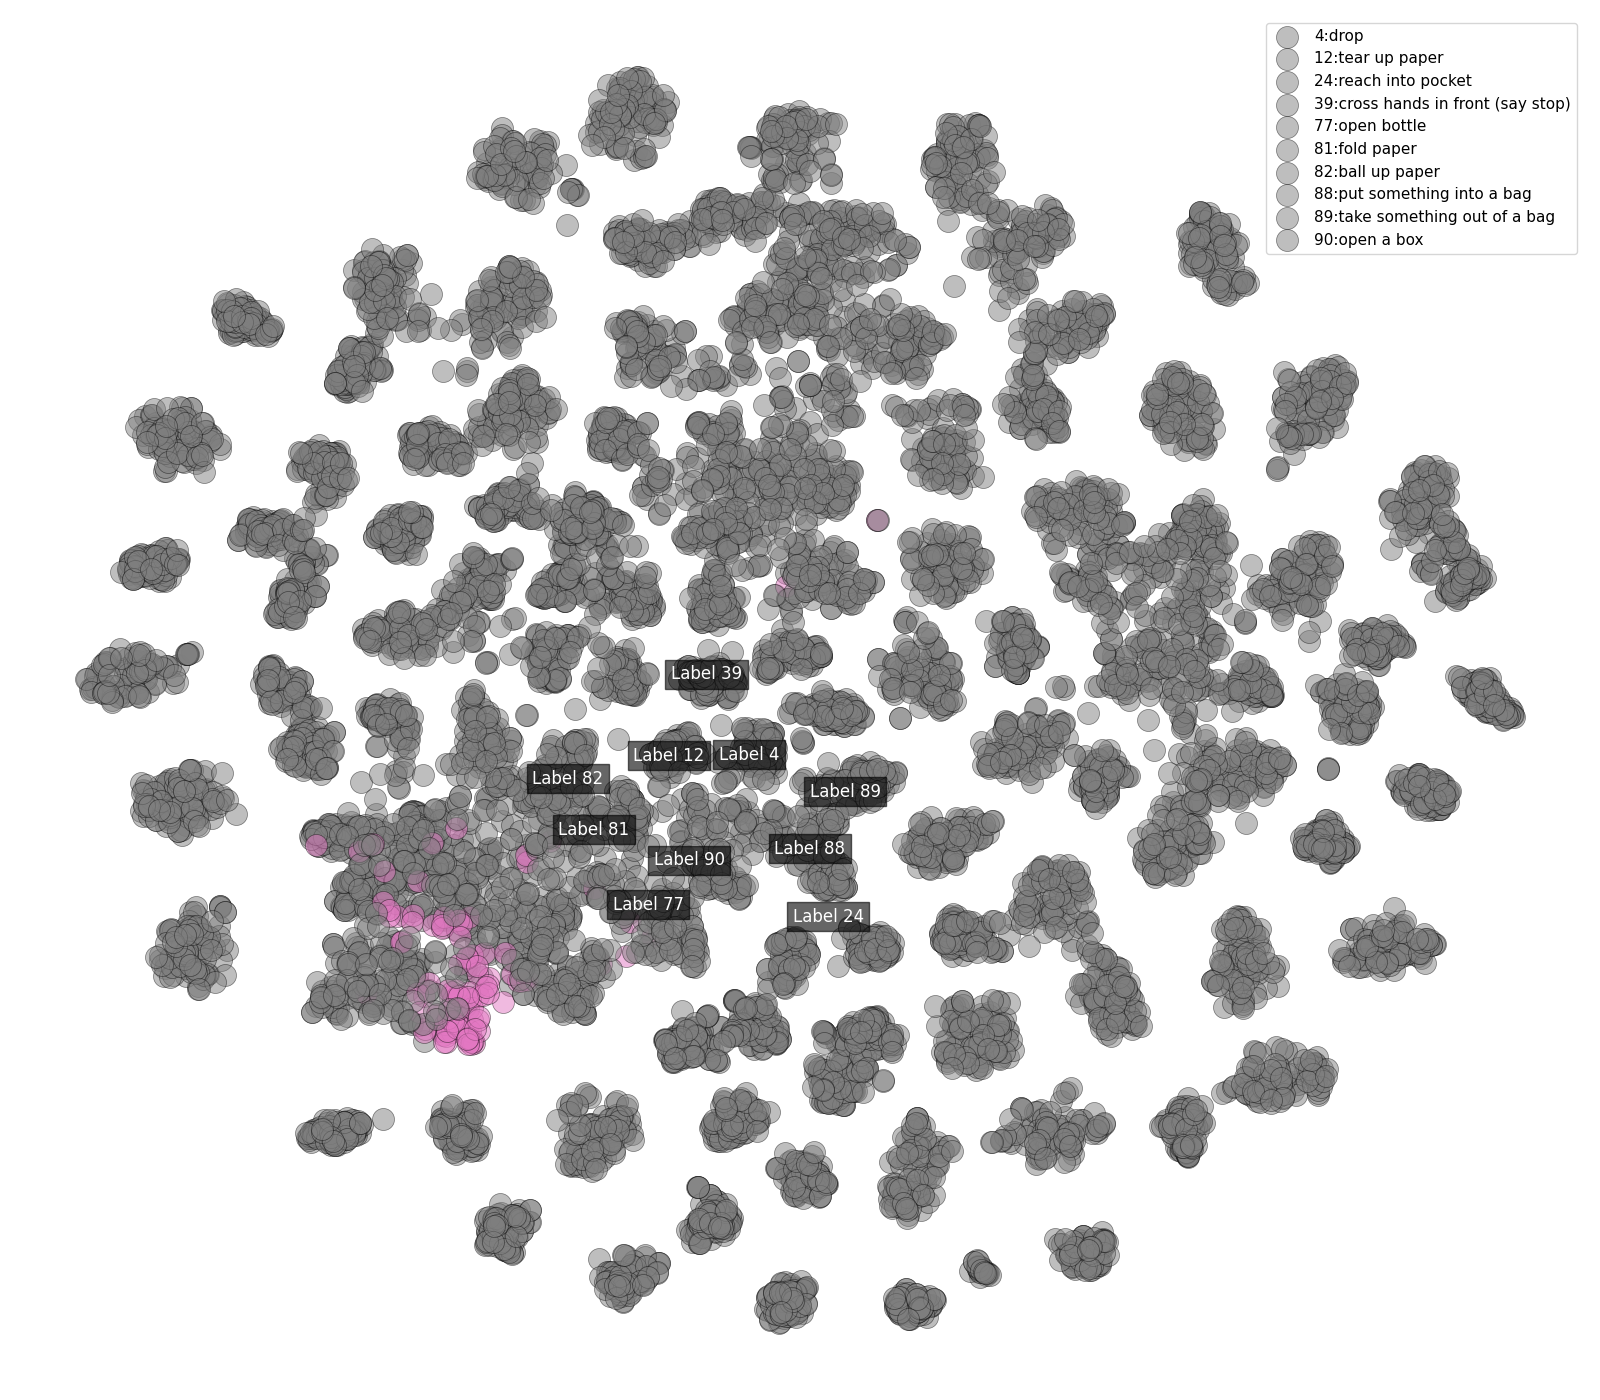 4:drop
12:tear up paper
24:reach into pocket
39:cross hands in front (say stop)
77:open bottle
81:fold paper
82:ball up paper
88:put something into a bag
89:take something out of a bag
90:open a box
Label 39
Label 12
Label 4
Label 82
Label 89
Label 81
Label 88
Label 90
Label 77
Label 24